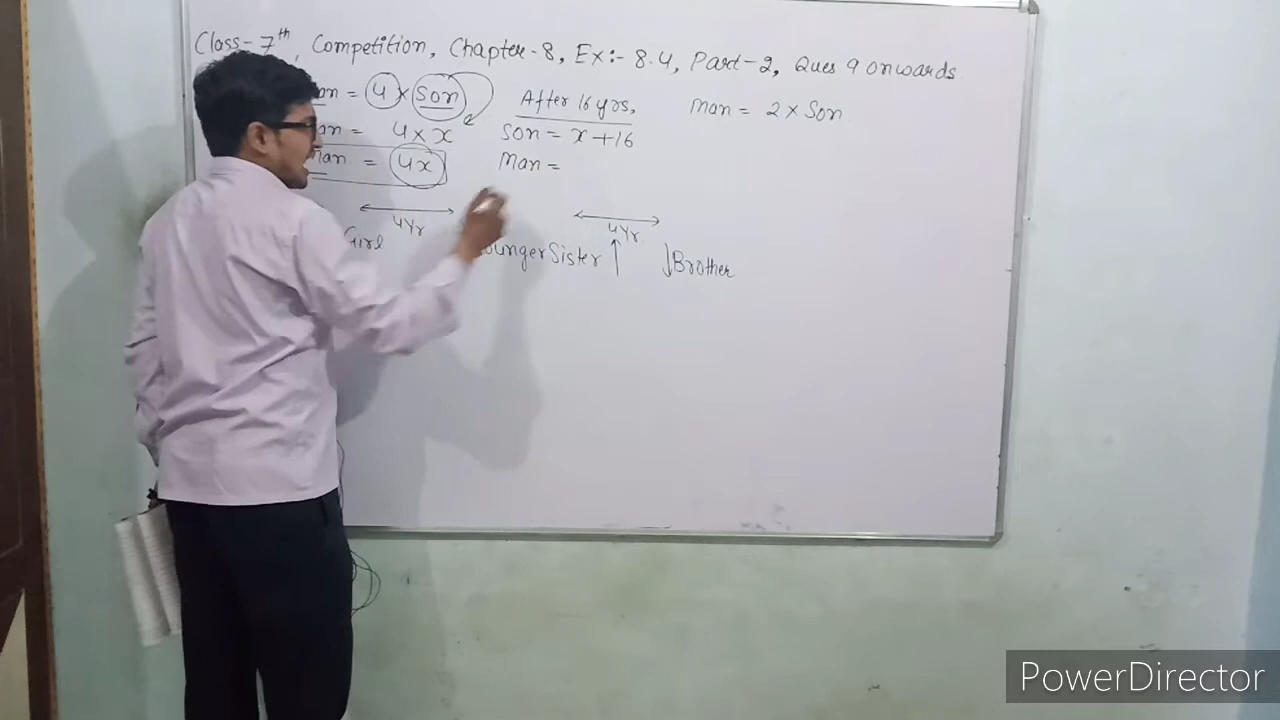 Class-7th, Competition, Chapter-8, Ex:- 8.4, Part-2, Ques 9 onwards
= 4 × Son
= 4 × x
Man = 4x
After 16 yrs,
Son = x + 16
Man =
Man = 2 × Son
4Yr
4Yr
Girl
Sister
Brother
PowerDirector